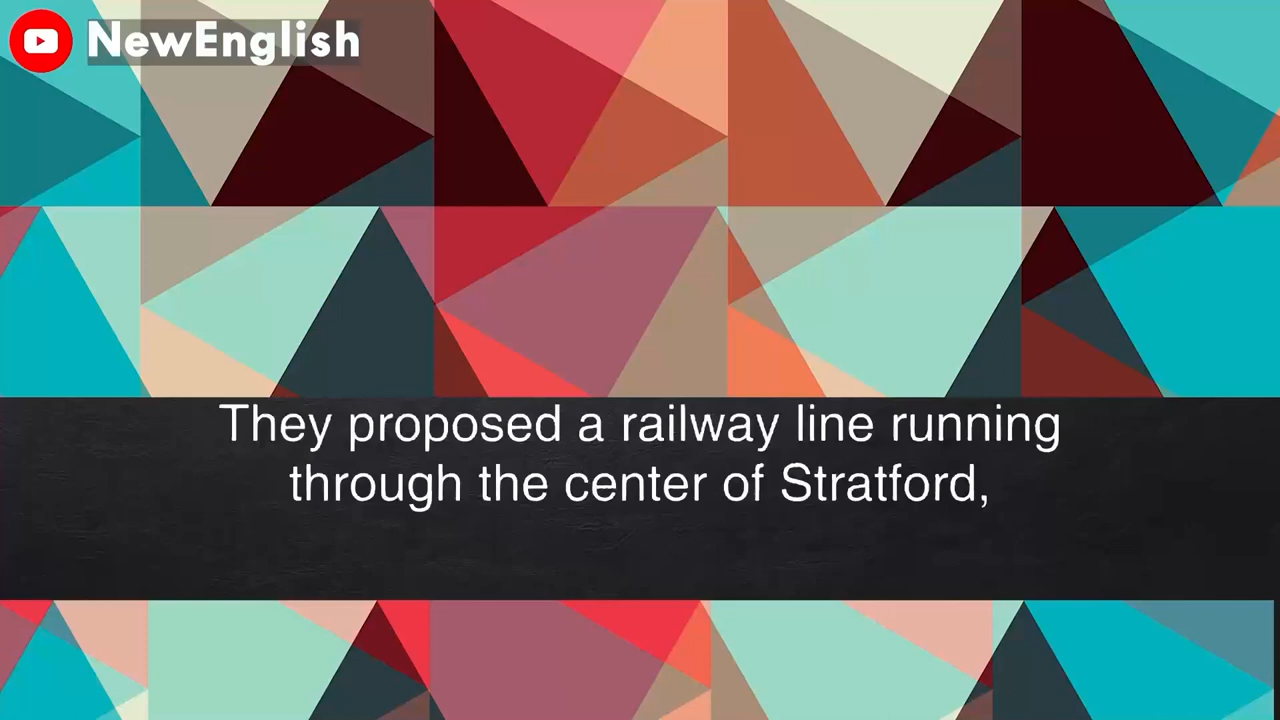 NewEnglish
They proposed a railway line running
through the center of Stratford,